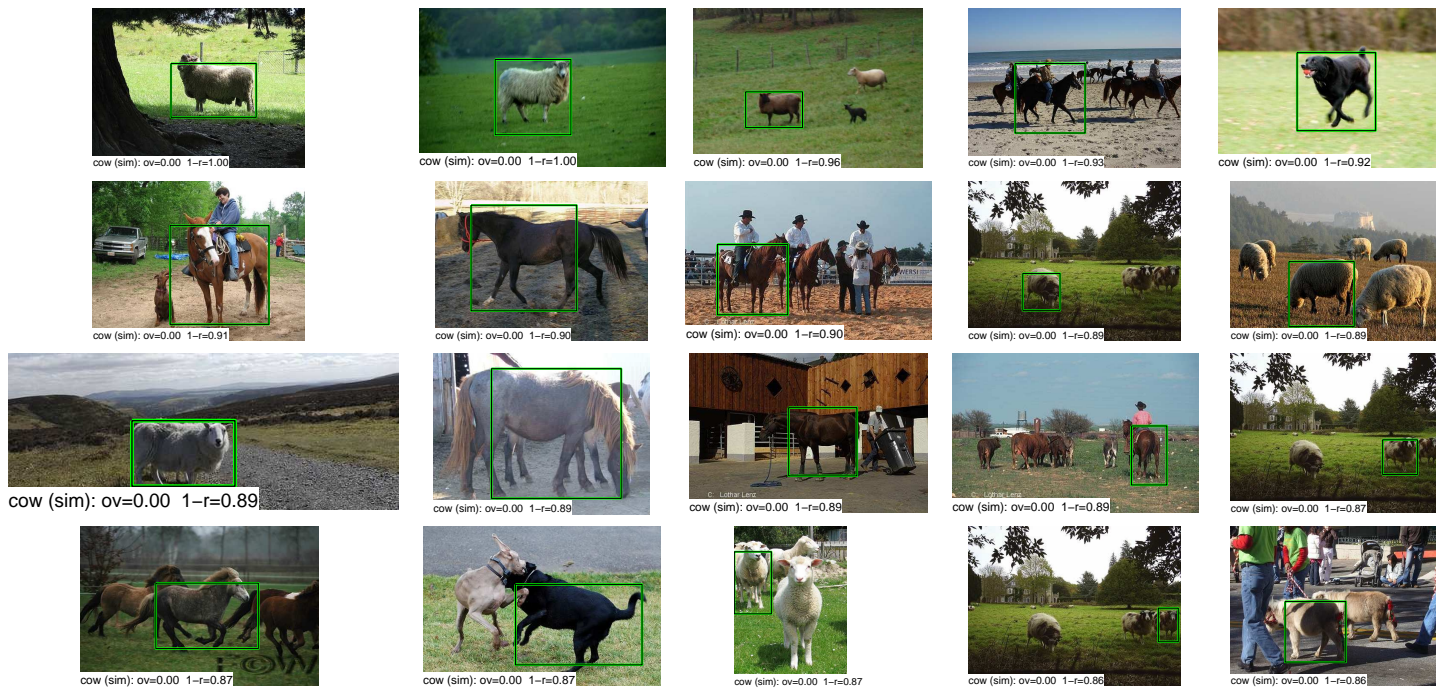 cow (sim): ov=0.00 1−r=1.00
cow (sim): ov=0.00 1−r=1.00
cow (sim): ov=0.00 1−r=0.96
cow (sim): ov=0.00 1−r=0.93
cow (sim): ov=0.00 1−r=0.92
cow (sim): ov=0.00 1−r=0.91
cow (sim): ov=0.00 1−r=0.90
WERSI
cow (sim): ov=0.00 1−r=0.90
cow (sim): ov=0.00 1−r=0.89
cow (sim): ov=0.00 1−r=0.89
cow (sim): ov=0.00 1−r=0.89
cow (sim): ov=0.00 1−r=0.89
C. Lothar Lenz
cow (sim): ov=0.00 1−r=0.89
C. Lothar Lenz
cow (sim): ov=0.00 1−r=0.89
cow (sim): ov=0.00 1−r=0.87
F©W
cow (sim): ov=0.00 1−r=0.87
cow (sim): ov=0.00 1−r=0.87
cow (sim): ov=0.00 1−r=0.87
cow (sim): ov=0.00 1−r=0.86
cow (sim): ov=0.00 1−r=0.86